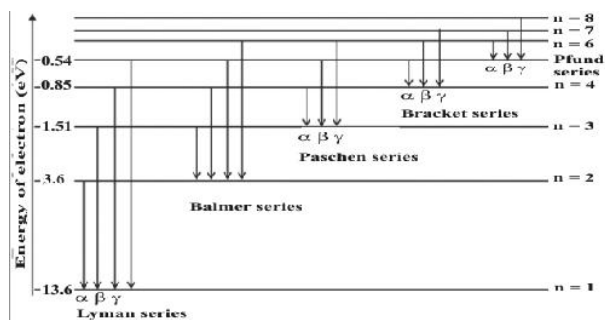 n – 8
n – 7
n = 6
-0.54 Pfund
series
α β γ
-0.85 n = 4
α β γ
Bracket series
-1.51 n – 3
α β γ
Paschen series
-3.6 n = 2
Balmer series
-13.6 n = 1
α β γ
Lyman series
Energy of electron (eV)